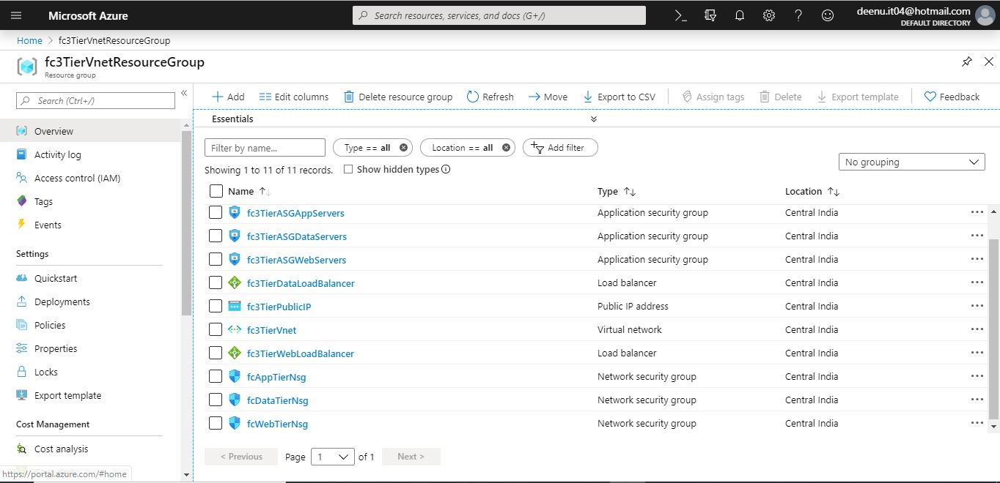 Microsoft Azure
Search resources, services, and docs (G+/)
deenu.it04@hotmail.com
DEFAULT DIRECTORY
Home > fc3TierVnetResourceGroup
fc3TierVnetResourceGroup
Resource group
Search (Ctrl+/)
«
Overview
Activity log
Access control (IAM)
Tags
Events
Settings
Quickstart
Deployments
Policies
Properties
Locks
Export template
Cost Management
Cost analysis
https://portal.azure.com/#home
Add Edit columns Delete resource group Refresh Move Export to CSV Assign tags Delete Export template Feedback
Essentials
Filter by name... Type == all Location == all Add filter
Showing 1 to 11 of 11 records. Show hidden types
No grouping
Name Type Location
fc3TierASGAppServers Application security group Central India
fc3TierASGDataServers Application security group Central India
fc3TierASGWebServers Application security group Central India
fc3TierDataLoadBalancer Load balancer Central India
fc3TierPublicIP Public IP address Central India
fc3TierVnet Virtual network Central India
fc3TierWebLoadBalancer Load balancer Central India
fcAppTierNsg Network security group Central India
fcDataTierNsg Network security group Central India
fcWebTierNsg Network security group Central India
< Previous Page 1 of 1 Next >